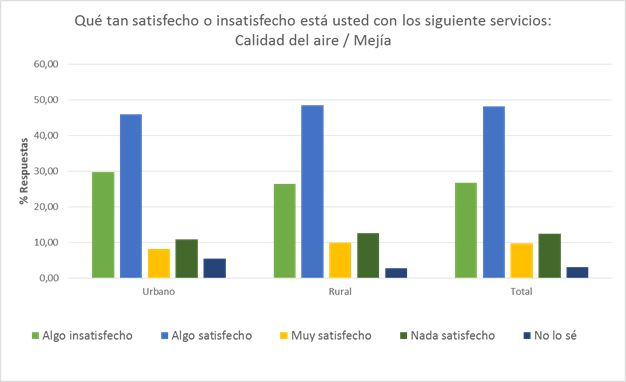 Qué tan satisfecho o insatisfecho está usted con los siguiente servicios:
Calidad del aire / Mejía
60,00
50,00
40,00
30,00
20,00
10,00
0,00
% Respuestas
Urbano Rural Total
Algo insatisfecho Algo satisfecho Muy satisfecho Nada satisfecho No lo sé